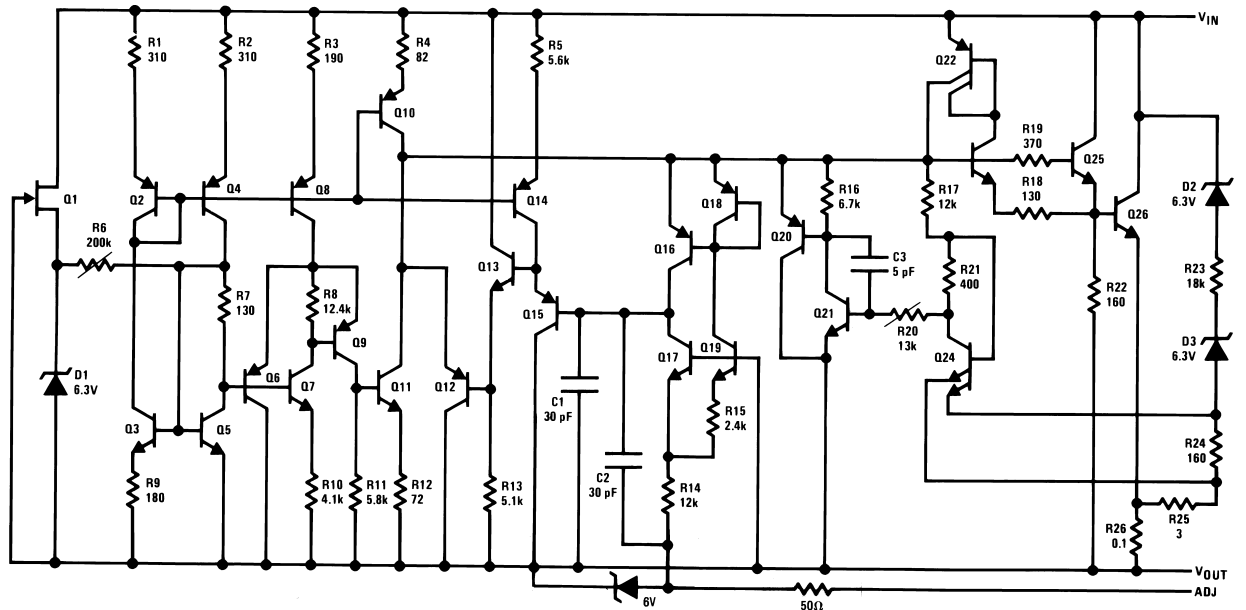 VIN
R1
310
R2
310
R3
190
R4
82
R5
5.6k
Q22
Q10
R19
370
Q25
Q1
Q2
Q4
Q8
Q14
Q18
R16
6.7k
R17
12k
R18
130
Q26
D2
6.3V
R6
200k
Q13
Q16
Q20
C3
5 pF
R21
400
R23
18k
R7
130
R8
12.4k
Q15
Q21
R20
13k
R22
160
Q9
Q17
Q19
Q24
D3
6.3V
D1
6.3V
Q6
Q7
Q11
Q12
C1
30 pF
R15
2.4k
Q3
Q5
R24
160
R9
180
R10
4.1k
R11
5.8k
R12
72
R13
5.1k
C2
30 pF
R14
12k
R26
0.1
R25
3
VOUT
ADJ
6V
50Ω